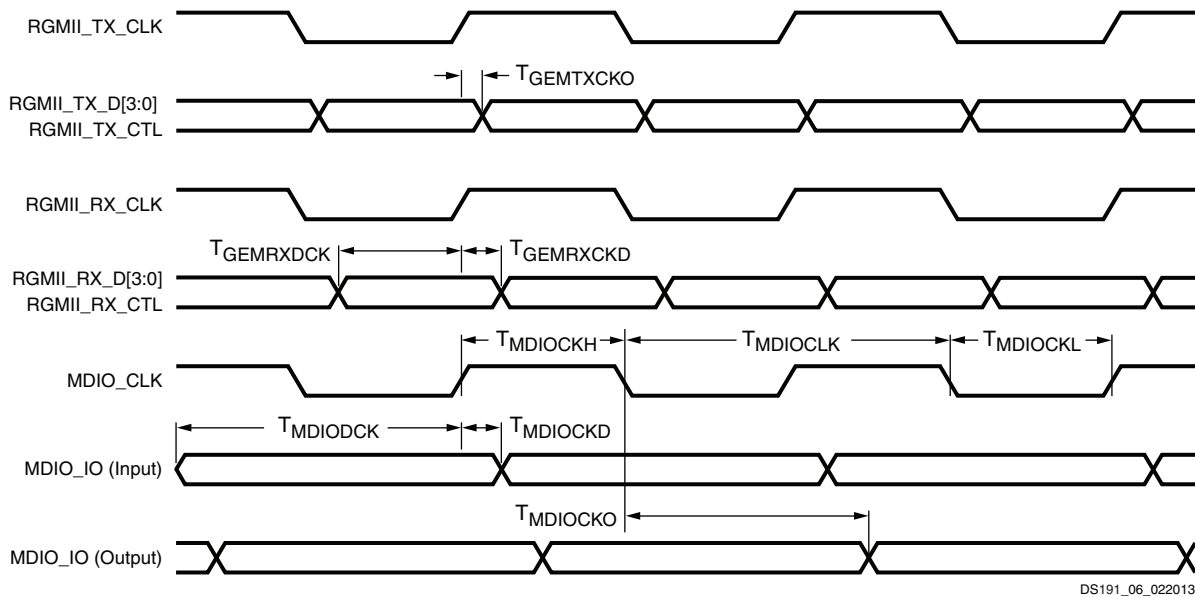 RGMII_TX_CLK
TGEMTXCKO
RGMII_TX_D[3:0]
RGMII_TX_CTL
RGMII_RX_CLK
TGEMRXDCK
TGEMRXCKD
RGMII_RX_D[3:0]
RGMII_RX_CTL
TMDIOCKH
TMDIOCLK
TMDIOCKL
MDIO_CLK
TMDIODCK
TMDIOCKD
MDIO_IO (Input)
TMDIOCKO
MDIO_IO (Output)
DS191_06_022013